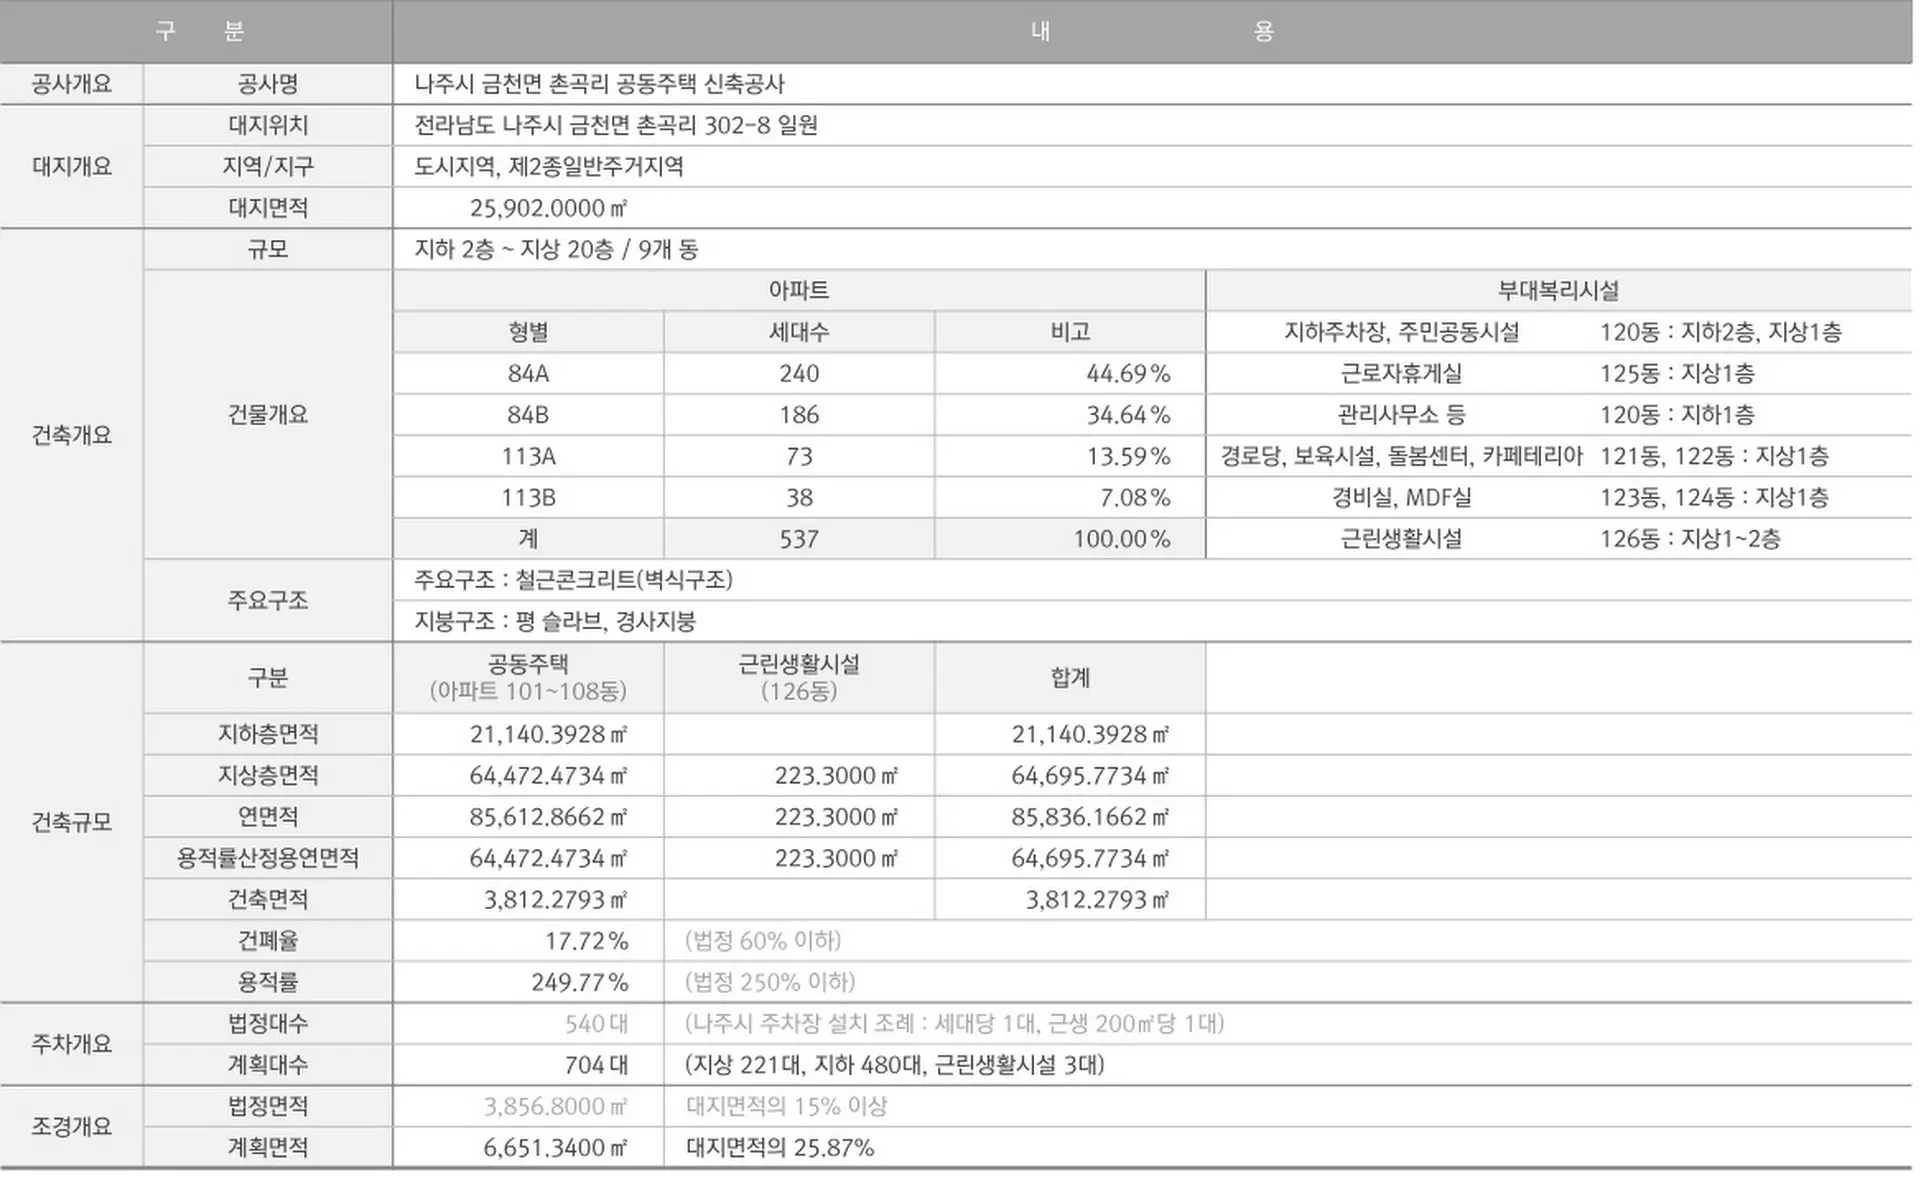 구 분 내 용
공사개요 공사명 나주시 금천면 촌곡리 공동주택 신축공사
대지개요 대지위치 전라남도 나주시 금천면 촌곡리 302-8 일원
지역/지구 도시지역, 제2종일반주거지역
대지면적 25,902.0000㎡
건축개요 규모 지하 2층 ~ 지상 20층 / 9개 동
건물개요 아파트 부대복리시설
형별 세대수 비고 지하주차장, 주민공동시설 120동 : 지하2층, 지상1층
84A 240 44.69% 근로자휴게실 125동 : 지상1층
84B 186 34.64% 관리사무소 등 120동 : 지하1층
113A 73 13.59% 경로당, 보육시설, 돌봄센터, 카페테리아 121동, 122동 : 지상1층
113B 38 7.08% 경비실, MDF실 123동, 124동 : 지상1층
계 537 100.00% 근린생활시설 126동 : 지상1~2층
주요구조 주요구조 : 철근콘크리트(벽식구조)
지붕구조 : 평 슬라브, 경사지붕
건축규모 구분 공동주택 근린생활시설 합계
(아파트 101~108동) (126동)
지하층면적 21,140.3928㎡ 21,140.3928㎡
지상층면적 64,472.4734㎡ 223.3000㎡ 64,695.7734㎡
연면적 85,612.8662㎡ 223.3000㎡ 85,836.1662㎡
용적률산정용연면적 64,472.4734㎡ 223.3000㎡ 64,695.7734㎡
건축면적 3,812.2793㎡ 3,812.2793㎡
건폐율 17.72% (법정 60% 이하)
용적률 249.77% (법정 250% 이하)
주차개요 법정대수 540대 (나주시 주차장 설치 조례 : 세대당 1대, 근생 200㎡당 1대)
계획대수 704대 (지상 221대, 지하 480대, 근린생활시설 3대)
조경개요 법정면적 3,856.8000㎡ 대지면적의 15% 이상
계획면적 6,651.3400㎡ 대지면적의 25.87%